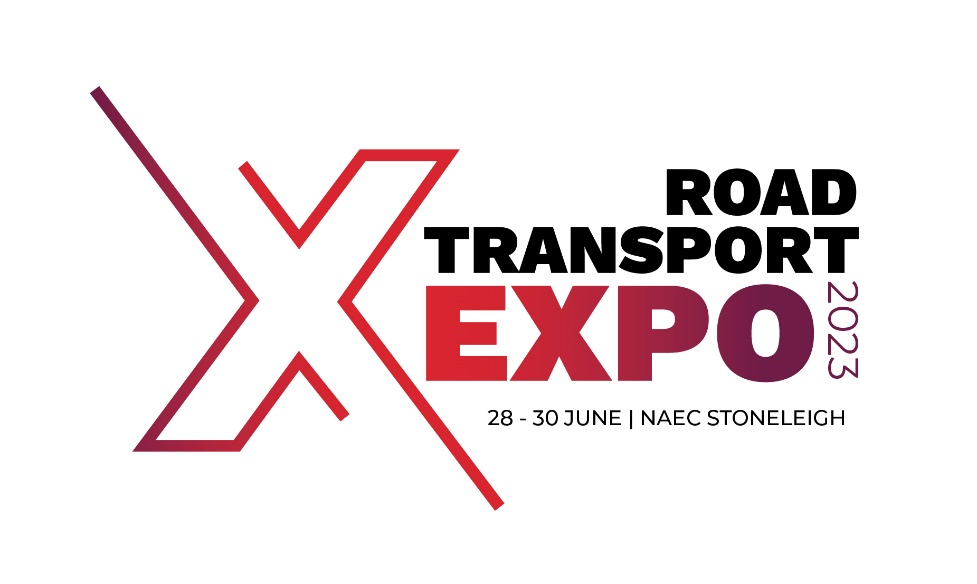 ROAD
TRANSPORT
EXPO
2023
28 - 30 JUNE | NAEC STONELEIGH